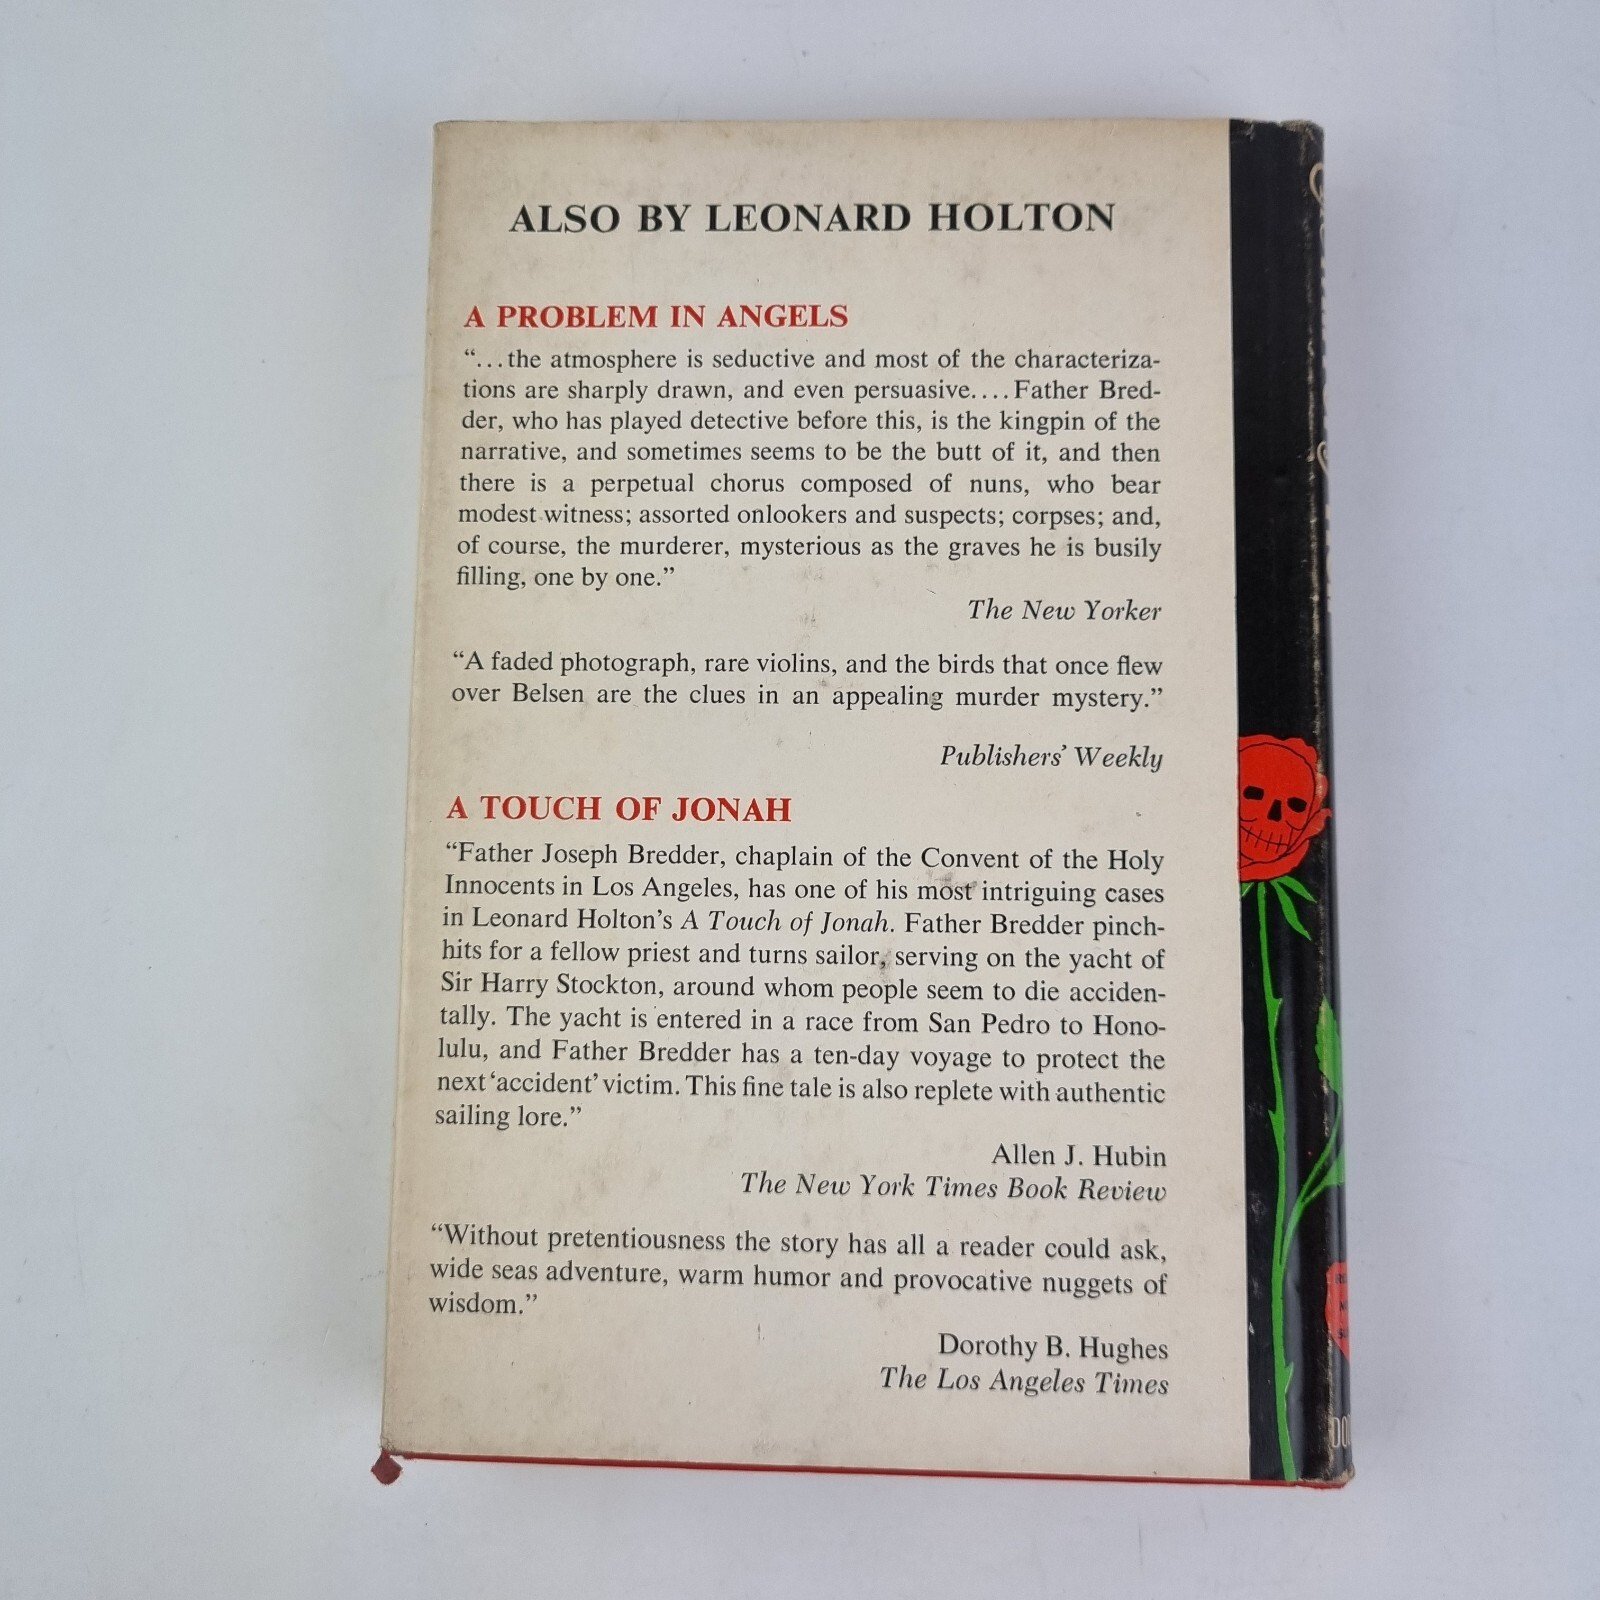 ALSO BY LEONARD HOLTON
A PROBLEM IN ANGELS
“...the atmosphere is seductive and most of the characteriza-
tions are sharply drawn, and even persuasive.... Father Bred-
der, who has played detective before this, is the kingpin of the
narrative, and sometimes seems to be the butt of it, and then
there is a perpetual chorus composed of nuns, who bear
modest witness; assorted onlookers and suspects; corpses; and,
of course, the murderer, mysterious as the graves he is busily
filling, one by one.”
The New Yorker
“A faded photograph, rare violins, and the birds that once flew
over Belsen are the clues in an appealing murder mystery.”
Publishers’ Weekly
A TOUCH OF JONAH
“Father Joseph Bredder, chaplain of the Convent of the Holy
Innocents in Los Angeles, has one of his most intriguing cases
in Leonard Holton’s A Touch of Jonah. Father Bredder pinch-
hits for a fellow priest and turns sailor, serving on the yacht of
Sir Harry Stockton, around whom people seem to die acciden-
tally. The yacht is entered in a race from San Pedro to Hono-
lulu, and Father Bredder has a ten-day voyage to protect the
next ‘accident’ victim. This fine tale is also replete with authentic
sailing lore.”
Allen J. Hubin
The New York Times Book Review
“Without pretentiousness the story has all a reader could ask,
wide seas adventure, warm humor and provocative nuggets of
wisdom.”
Dorothy B. Hughes
The Los Angeles Times